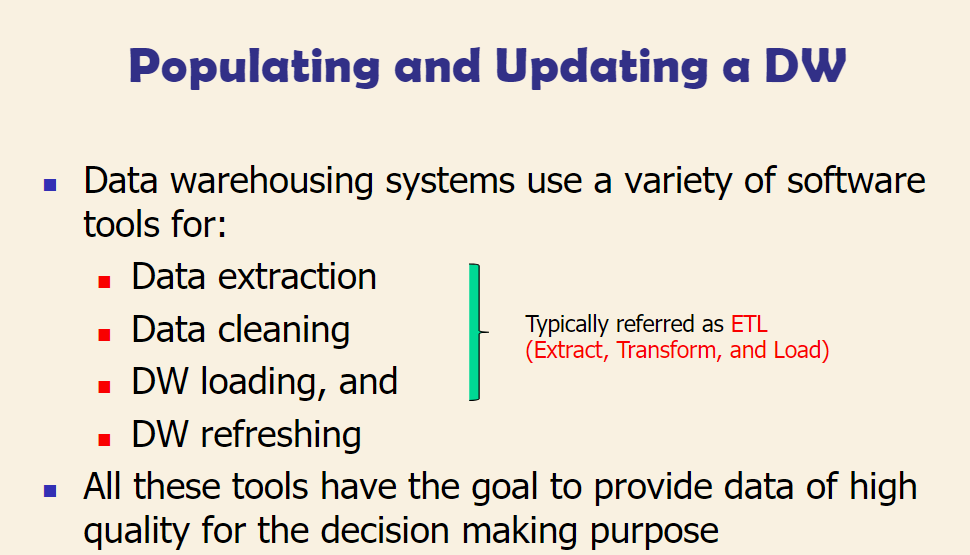 Populating and Updating a DW
Data warehousing systems use a variety of software
tools for:
Data extraction
Data cleaning
DW loading, and
DW refreshing
Typically referred as ETL
(Extract, Transform, and Load)
All these tools have the goal to provide data of high
quality for the decision making purpose